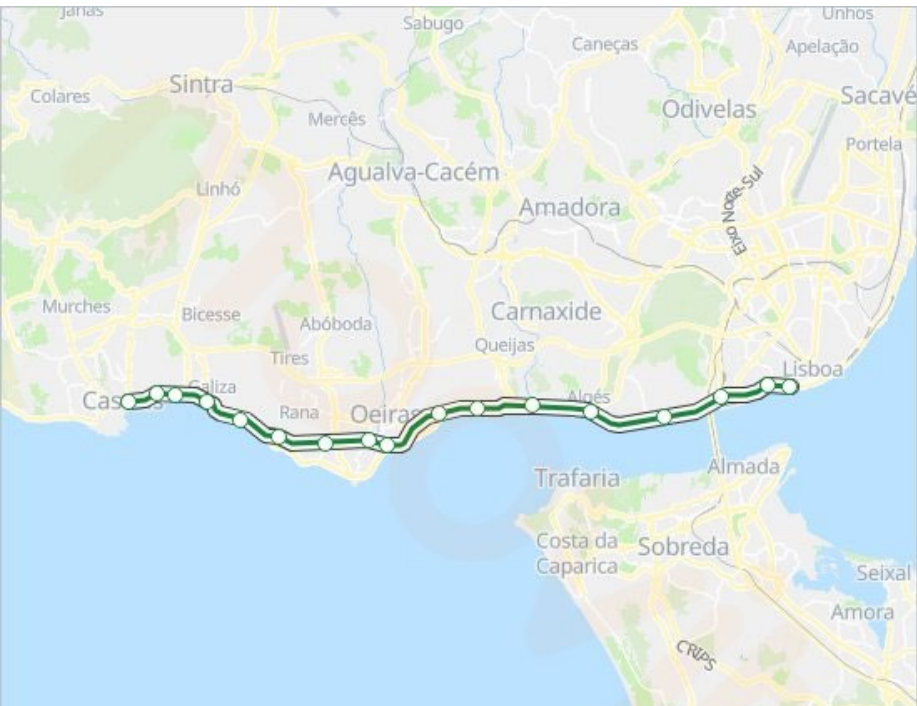 Janas
Sabugo
Unhos
Caneças
Apelação
Sintra
Colares
Odivelas
Sacavé
Mercês
Portela
Agualva-Cacém
Linhó
Amadora
Eixo Norte-Sul
Murches
Bicesse
Abóboda
Carnaxide
Tires
Queijas
Lisboa
Galiza
Algés
Rana
Oeiras
Almada
Trafaria
Costa da
Caparica
Sobreda
Seixal
Amora
CRIPS